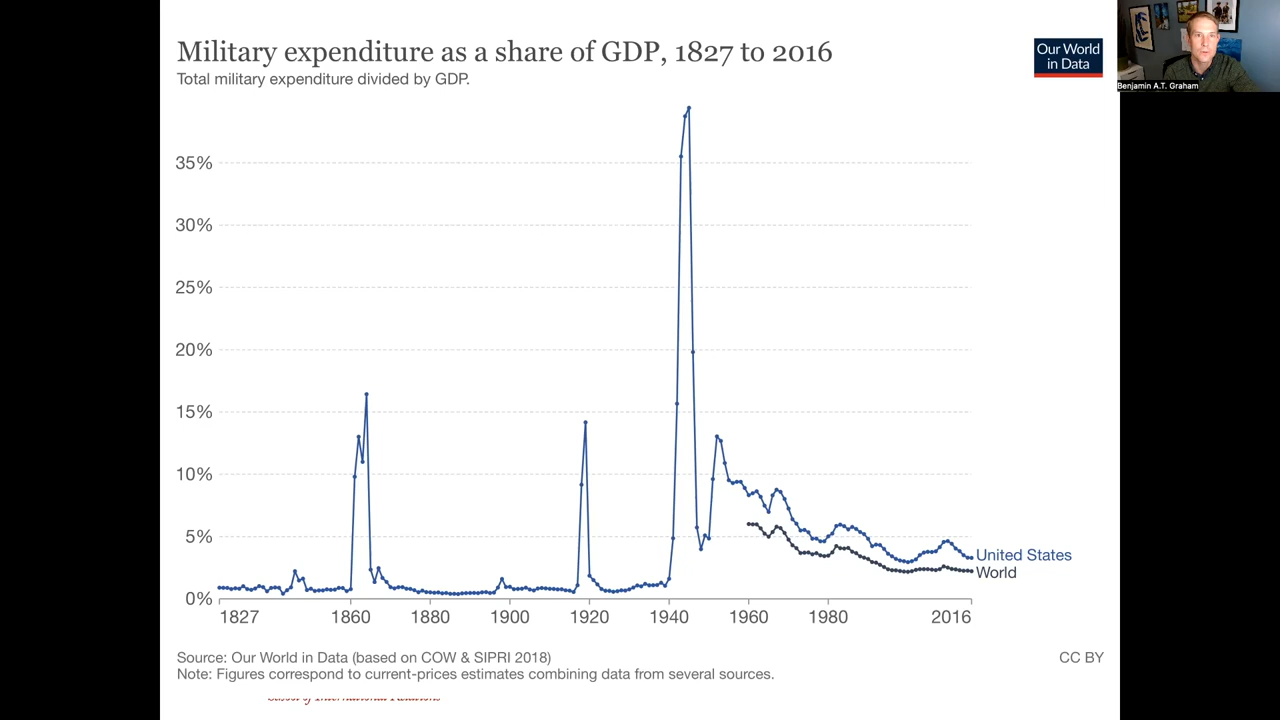 Military expenditure as a share of GDP, 1827 to 2016
Total military expenditure divided by GDP.
Our World
in Data
Benjamin A.T. Graham
35%
30%
25%
20%
15%
10%
5%
0%
United States
World
1827
1860
1880
1900
1920
1940
1960
1980
2016
Source: Our World in Data (based on COW & SIPRI 2018)
CC BY
Note: Figures correspond to current-prices estimates combining data from several sources.
of International Relations